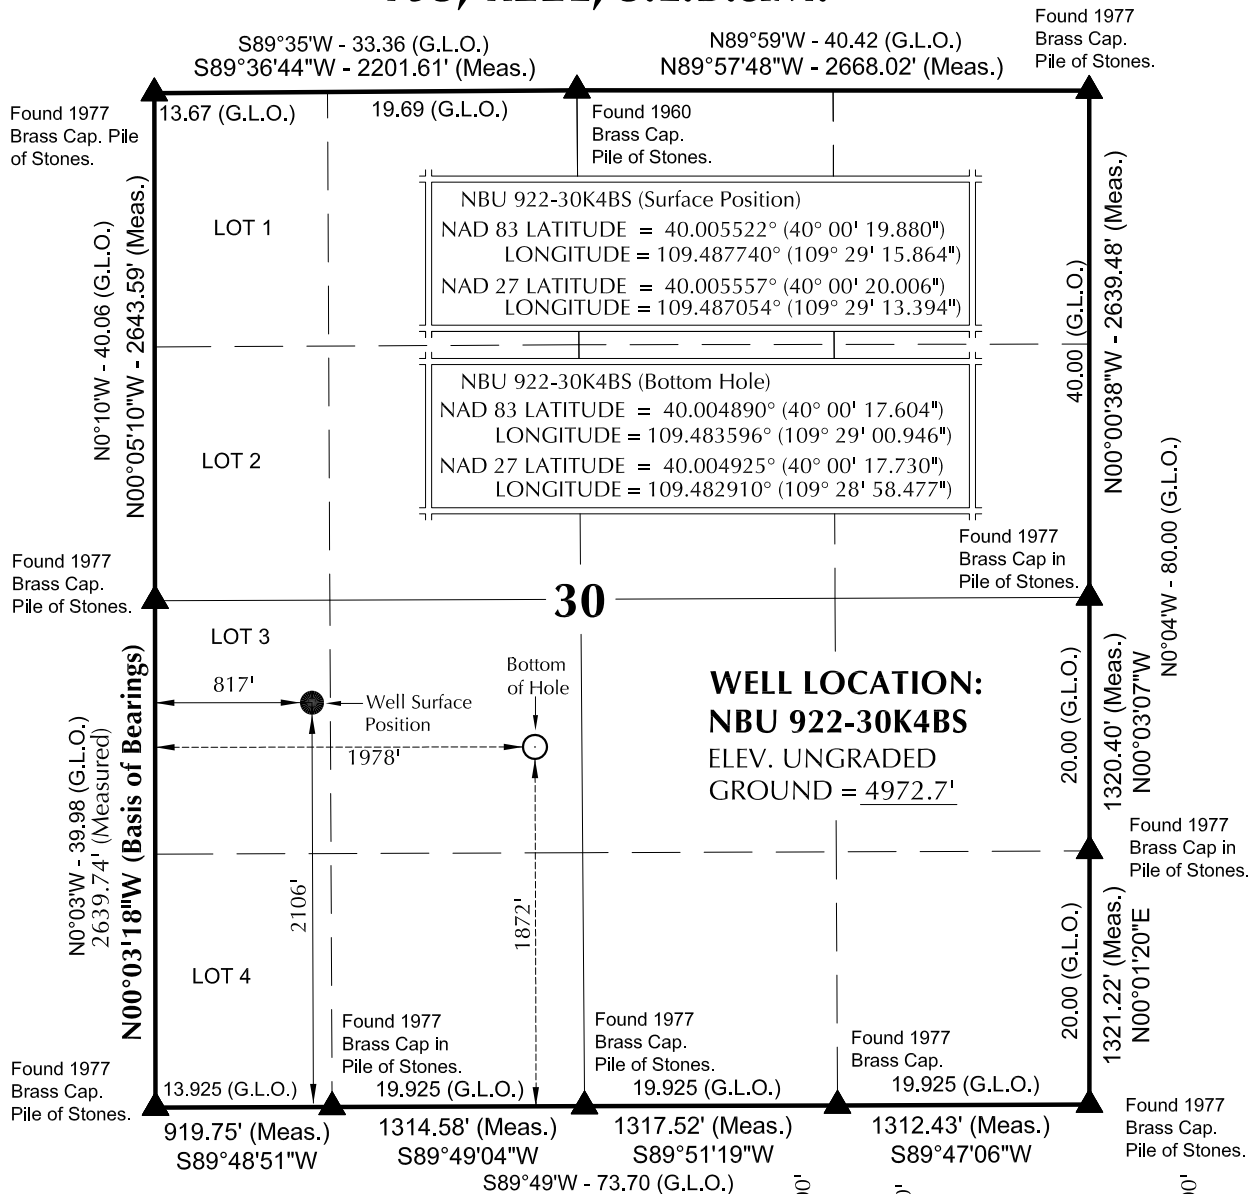 S89°35'W - 33.36 (G.L.O.)
S89°36'44"W - 2201.61' (Meas.)
N89°59'W - 40.42 (G.L.O.)
N89°57'48"W - 2668.02' (Meas.)
Found 1977
Brass Cap.
Pile of Stones.
Found 1977
Brass Cap. Pile
of Stones.
13.67 (G.L.O.)
19.69 (G.L.O.)
Found 1960
Brass Cap.
Pile of Stones.
LOT 1
NBU 922-30K4BS (Surface Position)
NAD 83 LATITUDE = 40.005522° (40° 00' 19.880")
LONGITUDE = 109.487740° (109° 29' 15.864")
NAD 27 LATITUDE = 40.005557° (40° 00' 20.006")
LONGITUDE = 109.487054° (109° 29' 13.394")
N0°10'W - 40.06 (G.L.O.)
N00°05'10"W - 2643.59' (Meas.)
40.00 (G.L.O.)
N00°00'38"W - 2639.48' (Meas.)
NBU 922-30K4BS (Bottom Hole)
NAD 83 LATITUDE = 40.004890° (40° 00' 17.604")
LONGITUDE = 109.483596° (109° 29' 00.946")
NAD 27 LATITUDE = 40.004925° (40° 00' 17.730")
LONGITUDE = 109.482910° (109° 28' 58.477")
LOT 2
N0°04'W - 80.00 (G.L.O.)
Found 1977
Brass Cap.
Pile of Stones.
Found 1977
Brass Cap in
Pile of Stones.
30
LOT 3
817'
Well Surface
Position
Bottom
of Hole
1978'
WELL LOCATION:
NBU 922-30K4BS
ELEV. UNGRADED
GROUND = 4972.7'
20.00 (G.L.O.)
1320.40' (Meas.)
N00°03'07"W
N0°03'W - 39.98 (G.L.O.)
2639.74' (Measured)
N00°03'18"W (Basis of Bearings)
2106'
1872'
Found 1977
Brass Cap in
Pile of Stones.
20.00 (G.L.O.)
1321.22' (Meas.)
N00°01'20"E
LOT 4
Found 1977
Brass Cap.
Pile of Stones.
Found 1977
Brass Cap in
Pile of Stones.
Found 1977
Brass Cap.
Pile of Stones.
Found 1977
Brass Cap.
Found 1977
Brass Cap.
Pile of Stones.
13.925 (G.L.O.)
19.925 (G.L.O.)
19.925 (G.L.O.)
19.925 (G.L.O.)
919.75' (Meas.)
S89°48'51"W
1314.58' (Meas.)
S89°49'04"W
1317.52' (Meas.)
S89°51'19"W
1312.43' (Meas.)
S89°47'06"W
S89°49'W - 73.70 (G.L.O.)